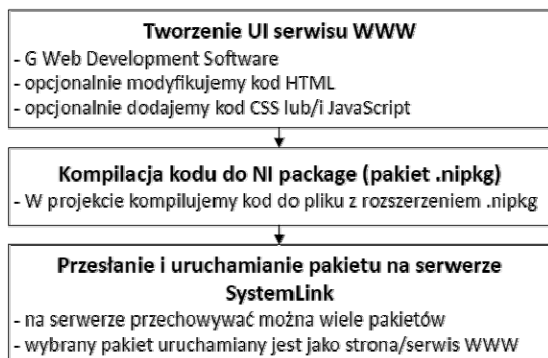 Tworzenie UI serwisu WWW
- G Web Development Software
- opcjonalnie modyfikujemy kod HTML
- opcjonalnie dodajemy kod CSS lub/i JavaScript
Kompilacja kodu do NI package (pakiet .nipkg)
- W projekcie kompilujemy kod do pliku z rozszerzeniem .nipkg
Przesłanie i uruchamianie pakietu na serwerze
SystemLink
- na serwerze przechowywać można wiele pakietów
- wybrany pakiet uruchamiany jest jako strona/serwis WWW